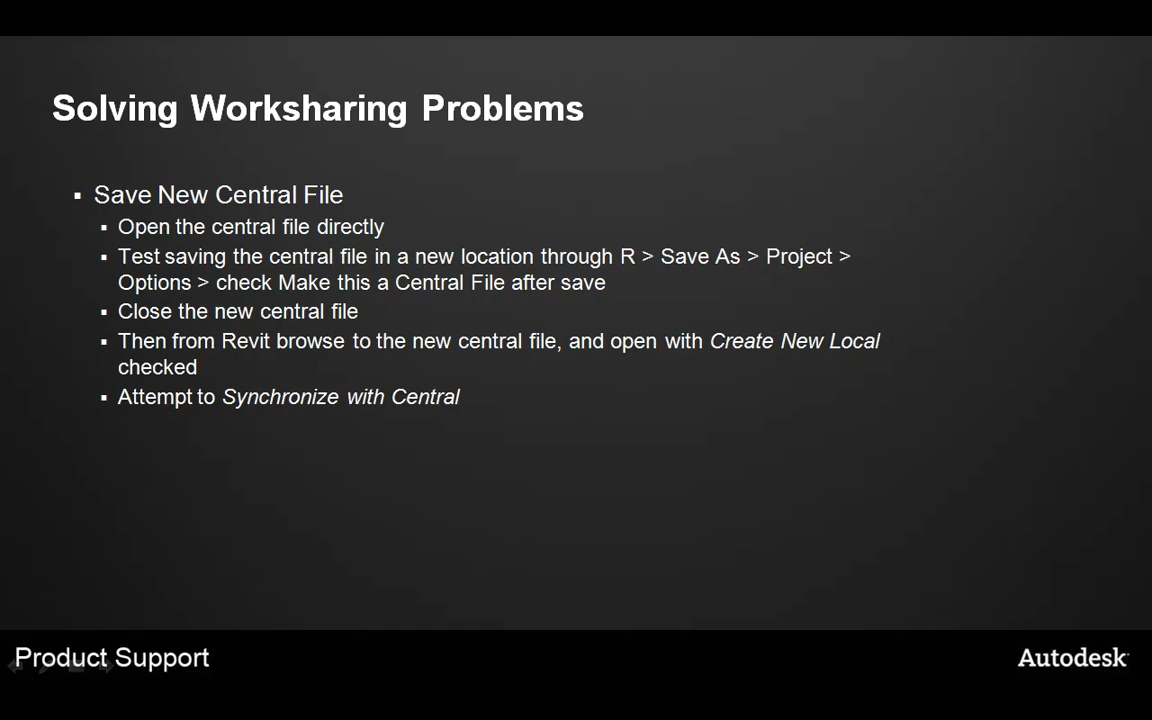 Solving Worksharing Problems
▪ Save New Central File
▪ Open the central file directly
▪ Test saving the central file in a new location through R > Save As > Project >
Options > check Make this a Central File after save
▪ Close the new central file
▪ Then from Revit browse to the new central file, and open with Create New Local
checked
▪ Attempt to Synchronize with Central
Product Support
Autodesk